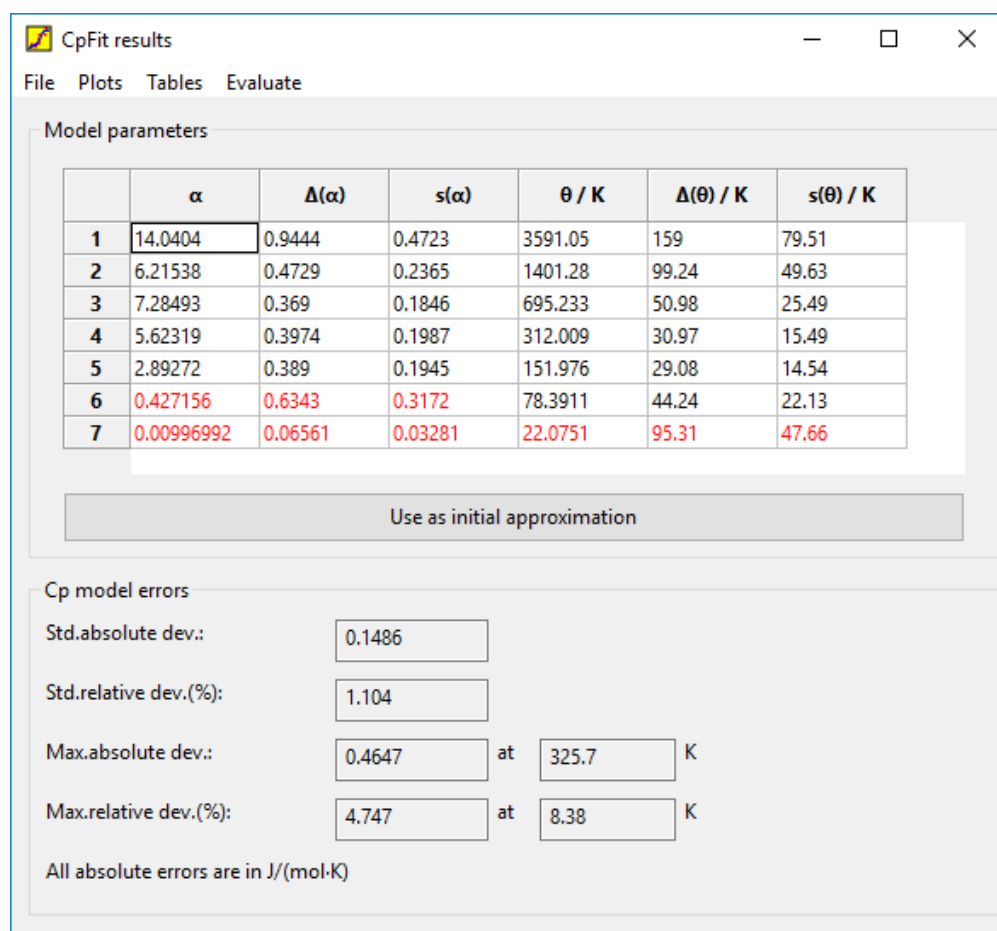 CpFit results
File Plots Tables Evaluate
Model parameters
α Δ(α) s(α) θ / K Δ(θ) / K s(θ) / K
1 14.0404 0.9444 0.4723 3591.05 159 79.51
2 6.21538 0.4729 0.2365 1401.28 99.24 49.63
3 7.28493 0.369 0.1846 695.233 50.98 25.49
4 5.62319 0.3974 0.1987 312.009 30.97 15.49
5 2.89272 0.389 0.1945 151.976 29.08 14.54
6 0.427156 0.6343 0.3172 78.3911 44.24 22.13
7 0.00996992 0.06561 0.03281 22.0751 95.31 47.66
Use as initial approximation
Cp model errors
Std.absolute dev.: 0.1486
Std.relative dev.(%): 1.104
Max.absolute dev.: 0.4647 at 325.7 K
Max.relative dev.(%): 4.747 at 8.38 K
All absolute errors are in J/(mol·K)